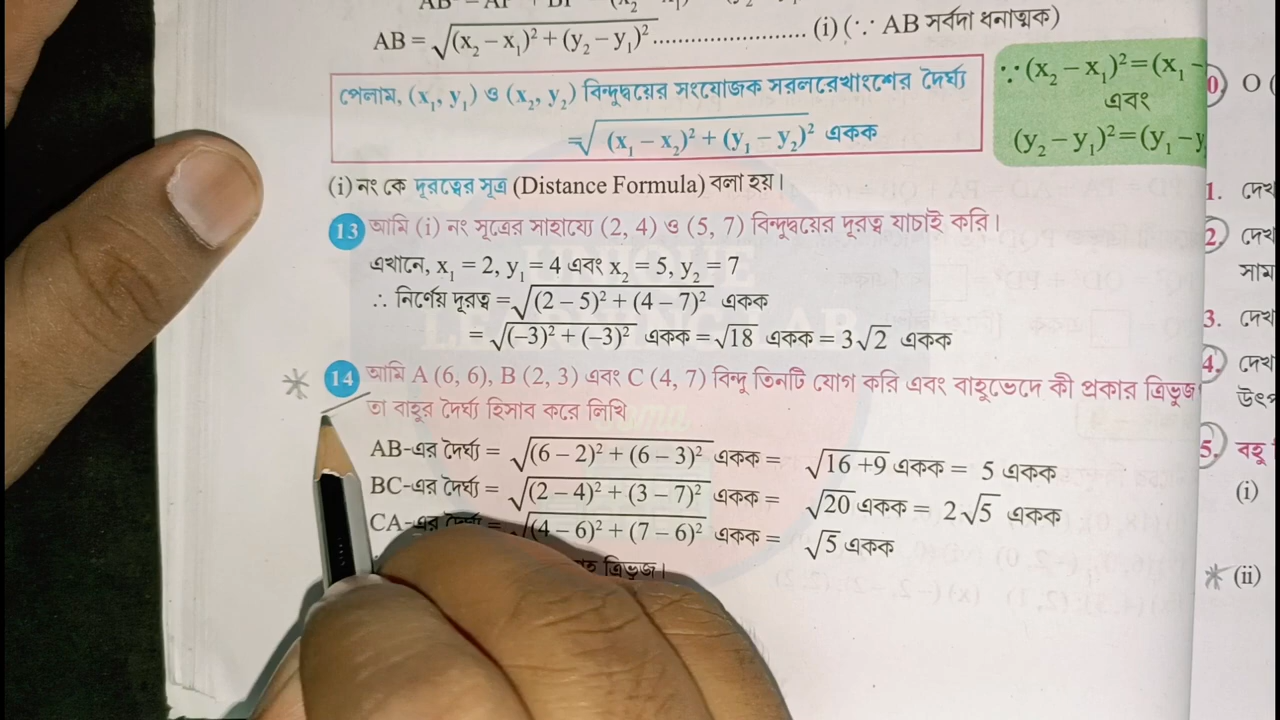 AB = √(x₂ – x₁)² + (y₂ – y₁)² ........................ (i) (∵ AB সর্বদা ধনাত্মক)
পেলাম, (x₁, y₁) ও (x₂, y₂) বিন্দুদ্বয়ের সংযোজক সরলরেখাংশের দৈর্ঘ্য
= √(x₁ – x₂)² + (y₁ – y₂)² একক
∵ (x₂ – x₁)² = (x₁ –
এবং
(y₂ – y₁)² = (y₁ – y
(i) নং কে দূরত্বের সূত্র (Distance Formula) বলা হয়।
13 আমি (i) নং সূত্রের সাহায্যে (2, 4) ও (5, 7) বিন্দুদ্বয়ের দূরত্ব যাচাই করি।
এখানে, x₁ = 2, y₁ = 4 এবং x₂ = 5, y₂ = 7
∴ নির্ণেয় দূরত্ব = √(2 – 5)² + (4 – 7)² একক
= √(–3)² + (–3)² একক = √18 একক = 3√2 একক
14 আমি A (6, 6), B (2, 3) এবং C (4, 7) বিন্দু তিনটি যোগ করি এবং বাহুভেদে কী প্রকার ত্রিভুজ
তা বাহুর দৈর্ঘ্য হিসাব করে লিখি
AB-এর দৈর্ঘ্য = √(6 – 2)² + (6 – 3)² একক = √16 +9 একক = 5 একক
BC-এর দৈর্ঘ্য = √(2 – 4)² + (3 – 7)² একক = √20 একক = 2√5 একক
CA-এর দৈর্ঘ্য = √(4 – 6)² + (7 – 6)² একক = √5 একক
ত্রিভুজ।
0. O (
1. দেখ
2. দেখ
সাম
3. দেখ
4. দেখ
উৎপ
5. বহু
(i)
* (ii)